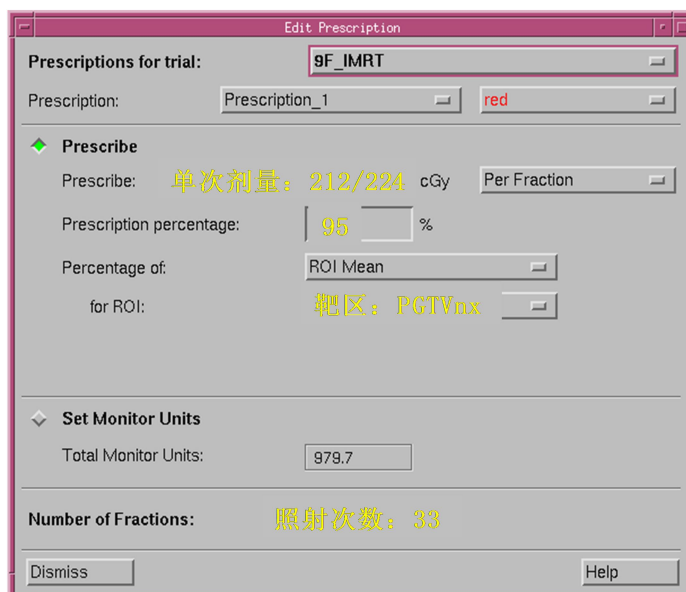 Edit Prescription
Prescriptions for trial: 9F_IMRT
Prescription: Prescription_1 red
Prescribe
Prescribe: 单次剂量: 212/224 cGy Per Fraction
Prescription percentage: 95 %
Percentage of: ROI Mean
for ROI: 靶区: PGTVnx
Set Monitor Units
Total Monitor Units: 979.7
Number of Fractions: 照射次数: 33
Dismiss Help